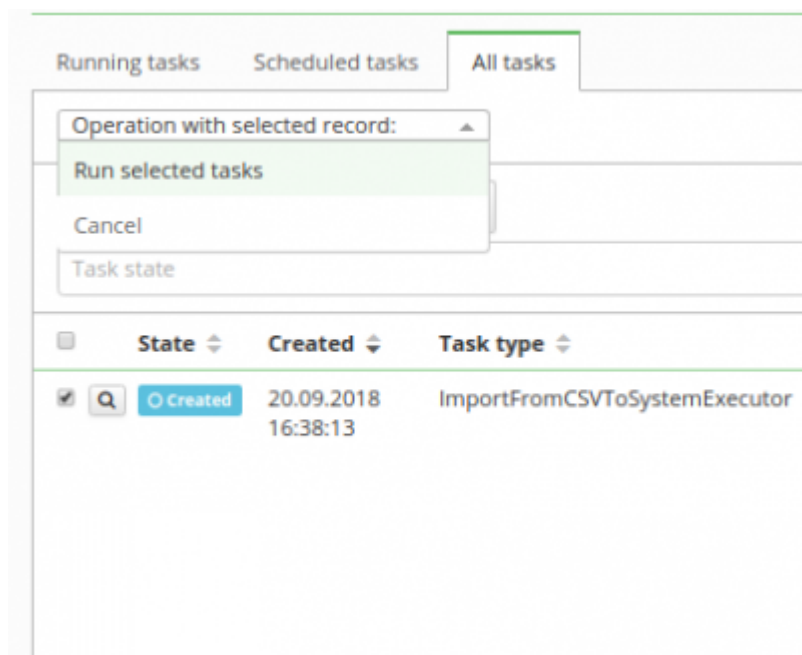 Running tasks Scheduled tasks All tasks
Operation with selected record:
Run selected tasks
Cancel
Task state
State Created Task type
Created 20.09.2018 ImportFromCSVToSystemExecutor
16:38:13